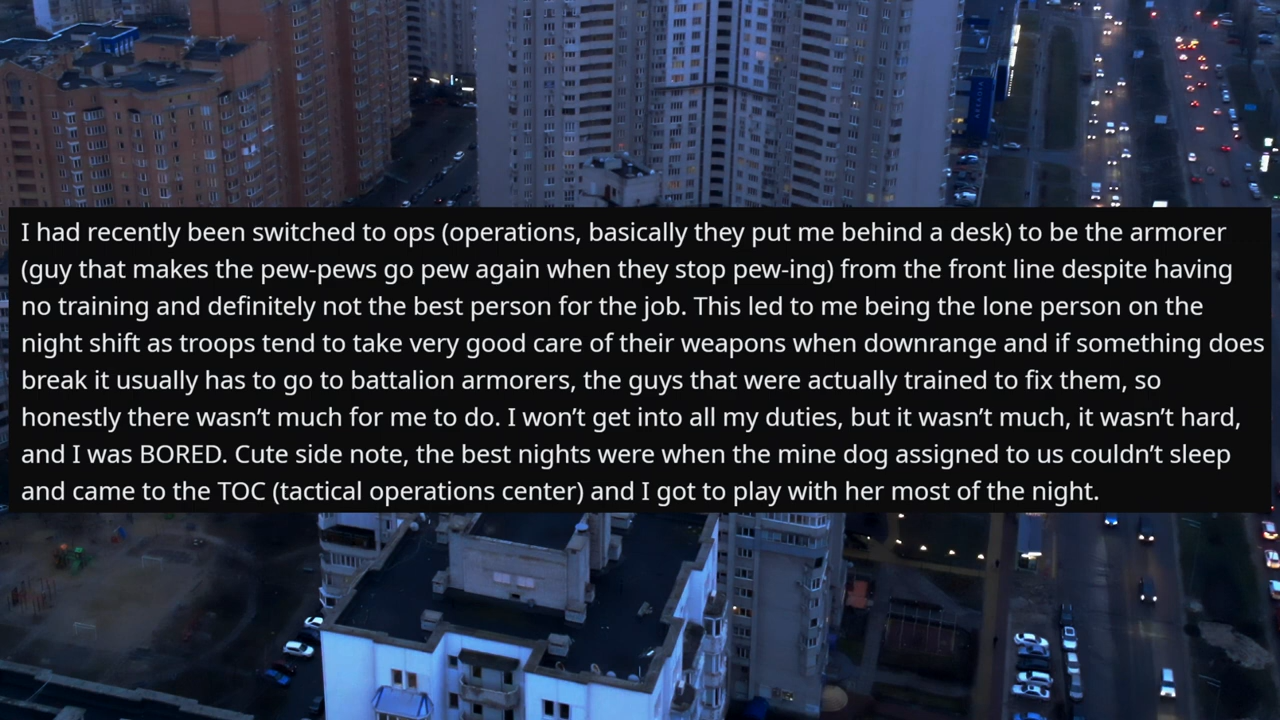 I had recently been switched to ops (operations, basically they put me behind a desk) to be the armorer
(guy that makes the pew-pews go pew again when they stop pew-ing) from the front line despite having
no training and definitely not the best person for the job. This led to me being the lone person on the
night shift as troops tend to take very good care of their weapons when downrange and if something does
break it usually has to go to battalion armorers, the guys that were actually trained to fix them, so
honestly there wasn’t much for me to do. I won’t get into all my duties, but it wasn’t much, it wasn’t hard,
and I was BORED. Cute side note, the best nights were when the mine dog assigned to us couldn’t sleep
and came to the TOC (tactical operations center) and I got to play with her most of the night.